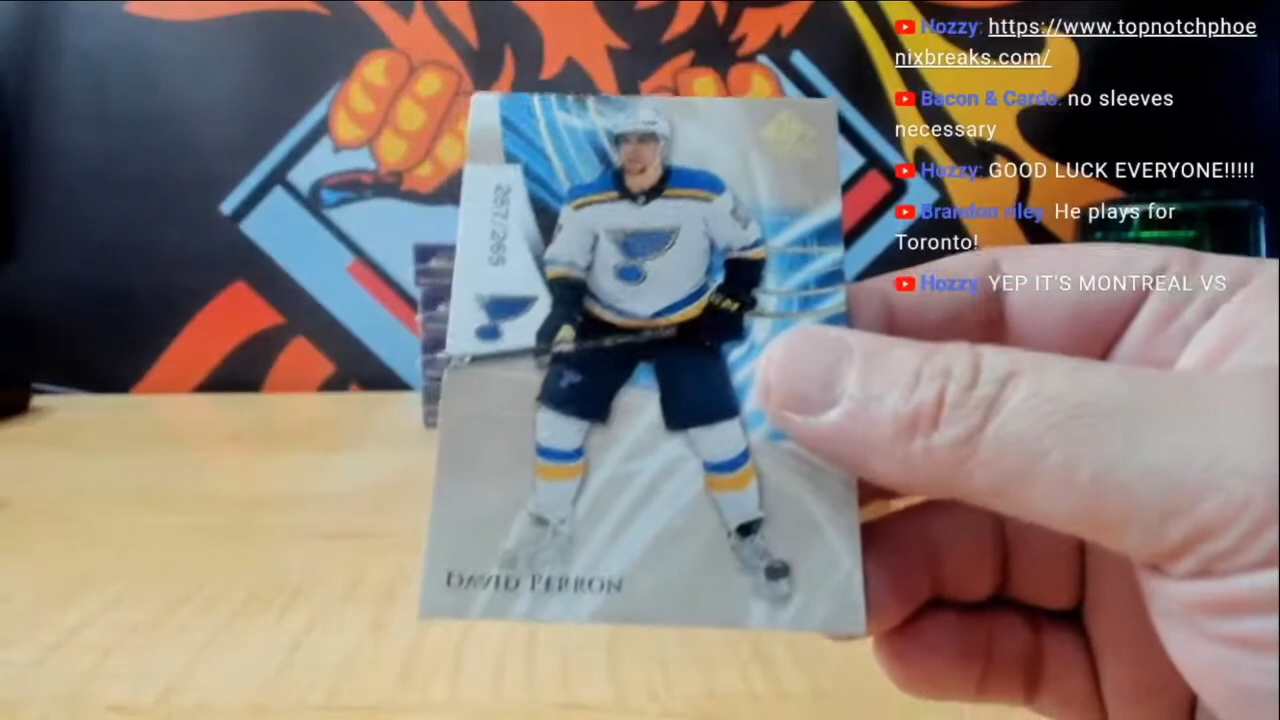 Hozzy: https://www.topnotchphoe
nixbreaks.com/
Bacon & Cards: no sleeves
necessary
Hozzy: GOOD LUCK EVERYONE!!!!!
Brandon riley: He plays for
Toronto!
Hozzy: YEP IT'S MONTREAL VS
DAVID PERRON